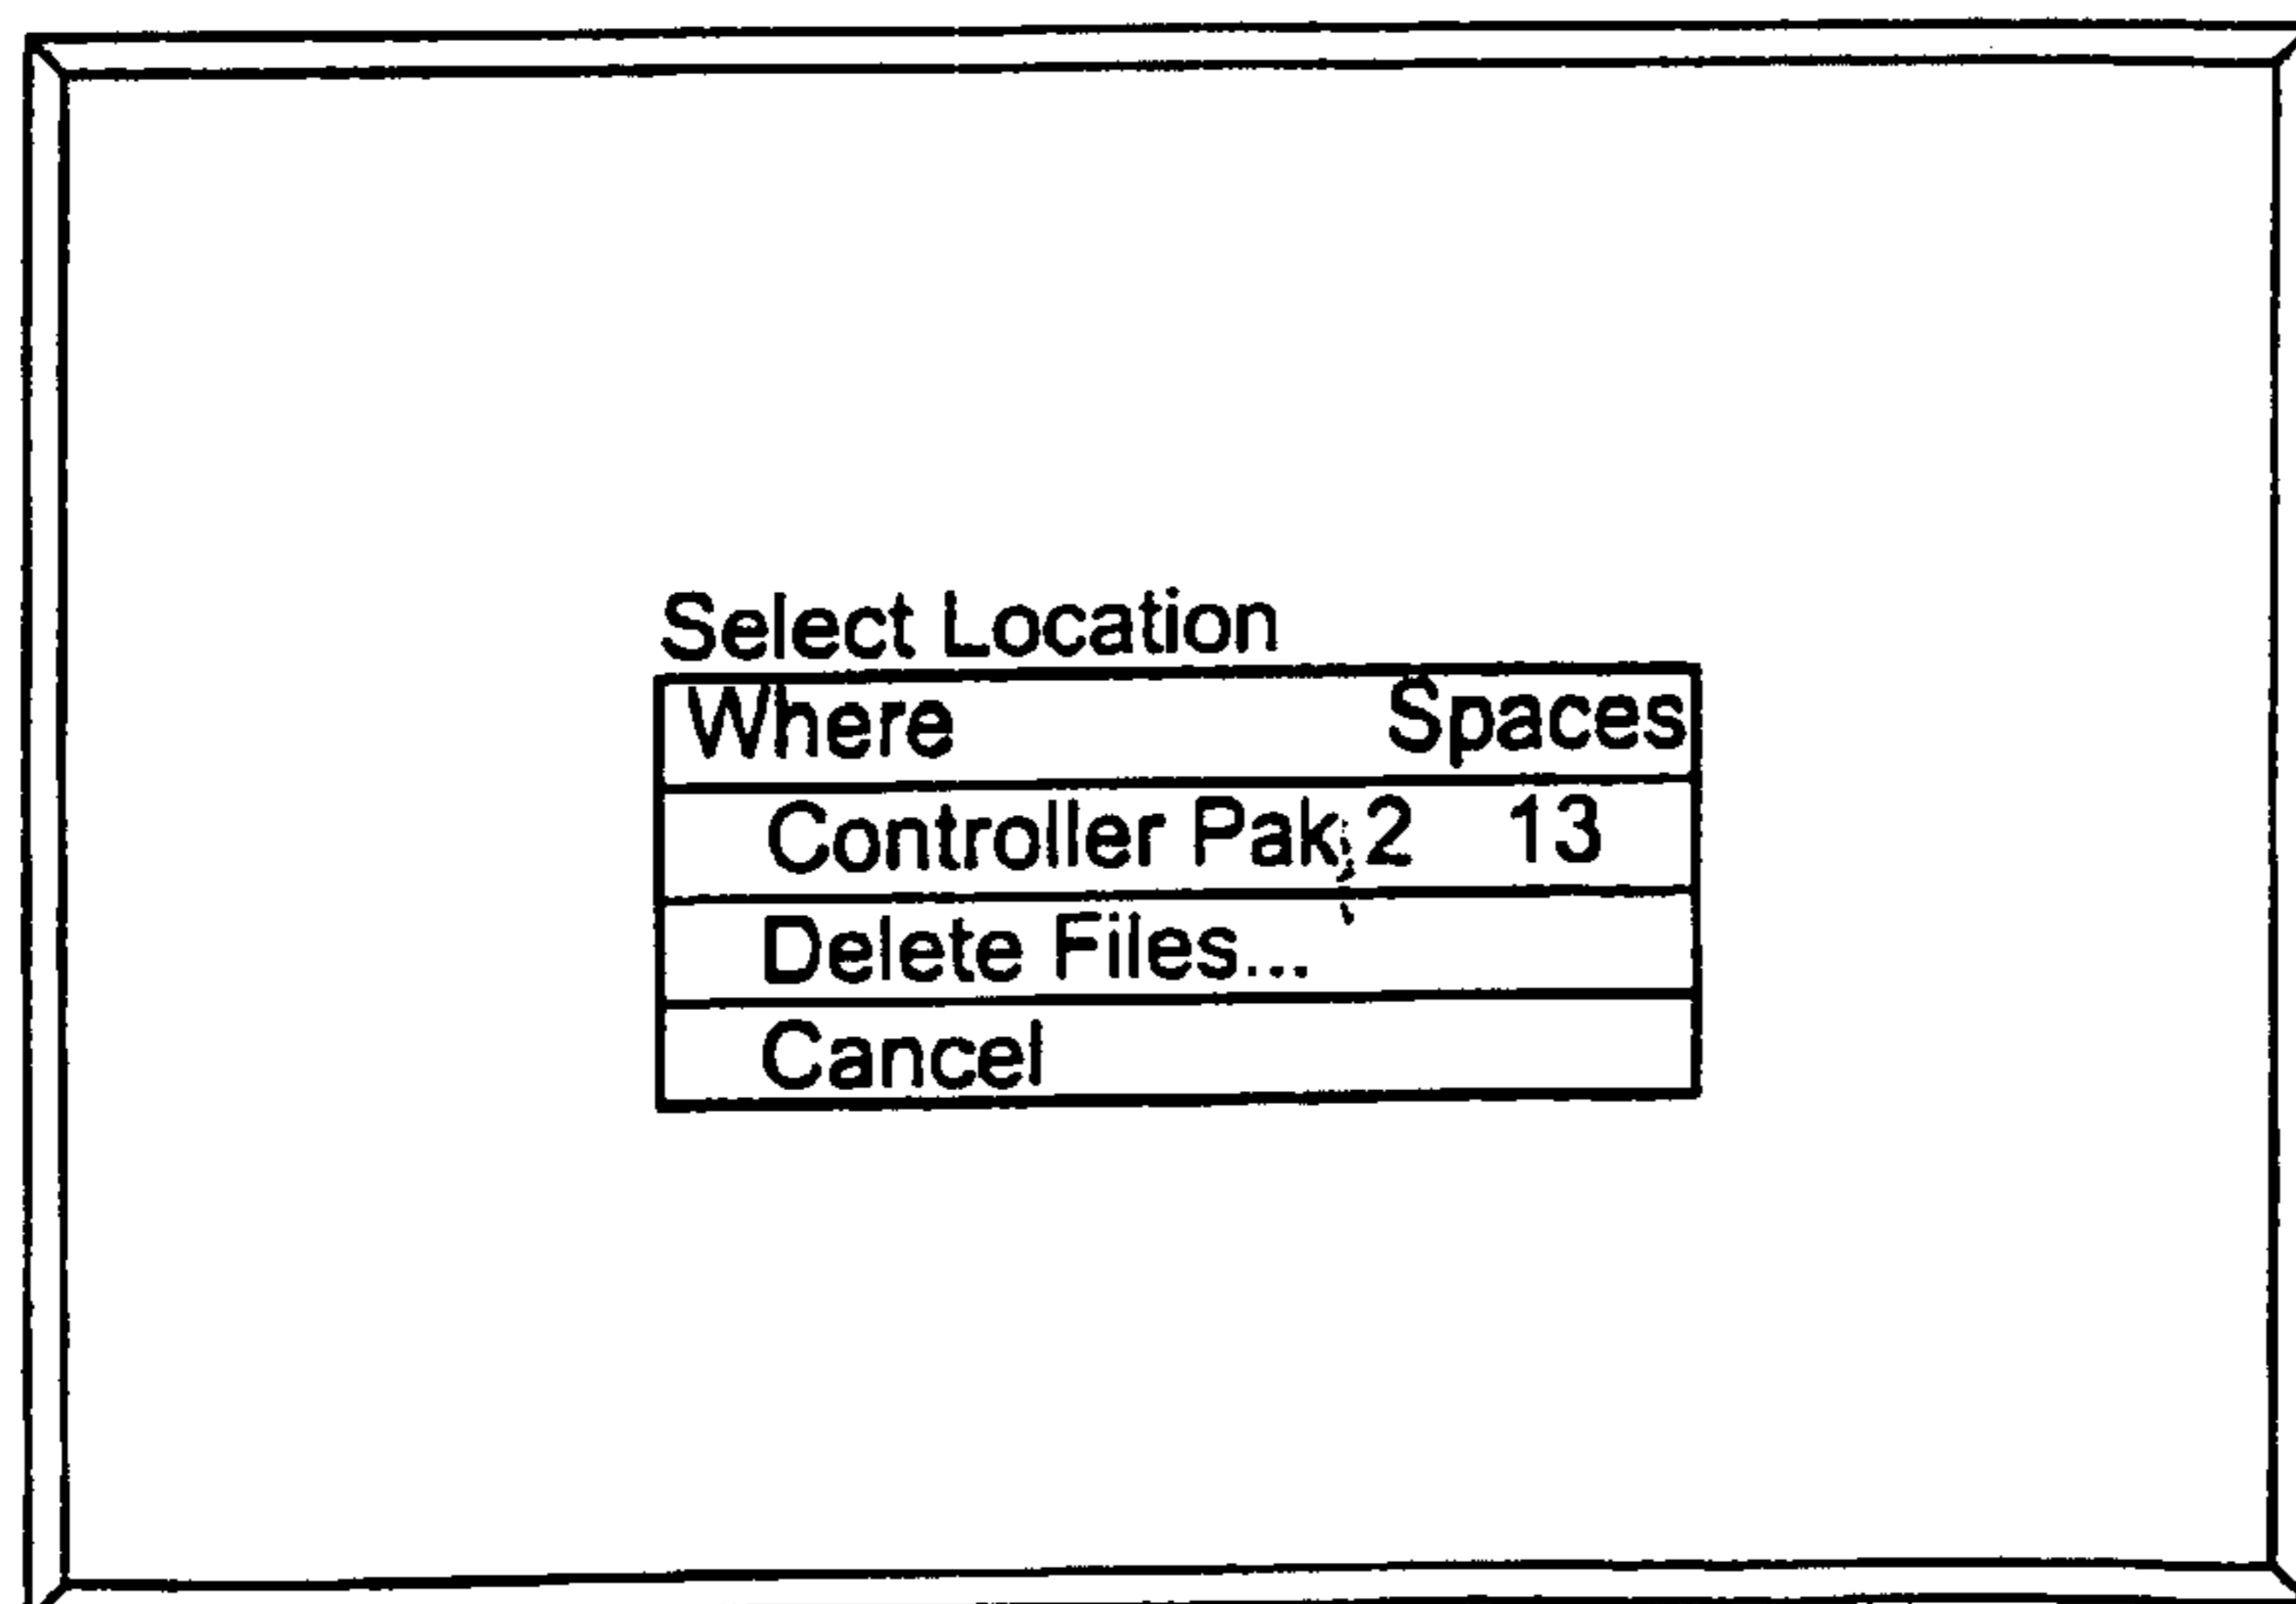 Select Location
Where Spaces
Controller Pak 2 13
Delete Files...
Cancel